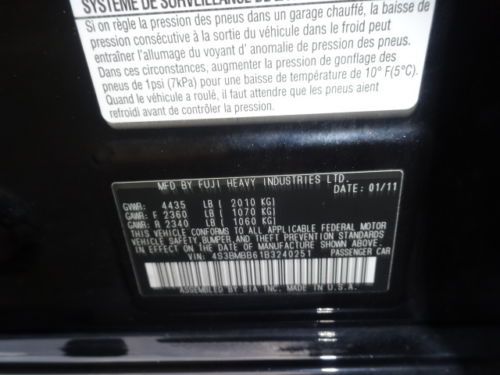 SYSTÈME DE SURVEILLANCE DE LA
Si on règle la pression des pneus dans un garage chauffé, la baisse de
pression consécutive à la sortie du véhicule dans le froid peut
entraîner l'allumage du voyant d' anomalie de pression des pneus.
Dans ces circonstances, augmenter la pression de gonflage des
pneus de 1psi (7kPa) pour une baisse de température de 10° F(5°C).
Quand le véhicule a roulé, il faut attendre que les pneus aient
refroidi avant de contrôler la pression.
MFD BY FUJI HEAVY INDUSTRIES LTD.
DATE: 01/11
GVWR: 4435 LB ( 2010 KG)
GAWR: F 2360 LB ( 1070 KG)
GAWR: R 2340 LB ( 1060 KG)
THIS VEHICLE CONFORMS TO ALL APPLICABLE FEDERAL MOTOR
VEHICLE SAFETY, BUMPER, AND THEFT PREVENTION STANDARDS
IN EFFECT ON THE DATE OF MANUFACTURE SHOWN ABOVE.
VIN: 4S3BMBB61B3240251 PASSENGER CAR
ASSEMBLED BY SIA INC. MADE IN U.S.A.